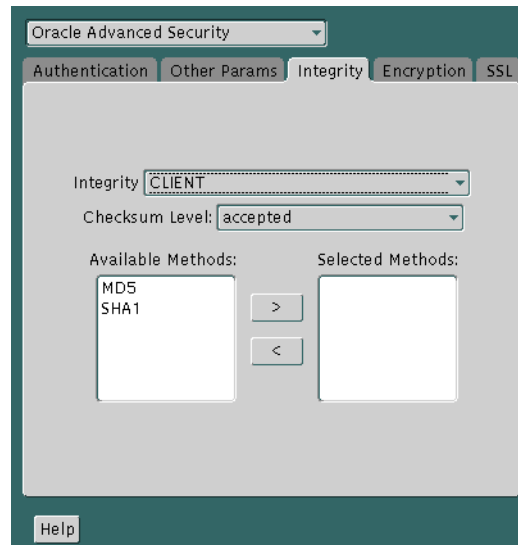 Oracle Advanced Security
Authentication Other Params Integrity Encryption SSL
Integrity CLIENT
Checksum Level: accepted
Available Methods: Selected Methods:
MD5
SHA1
>
<
Help